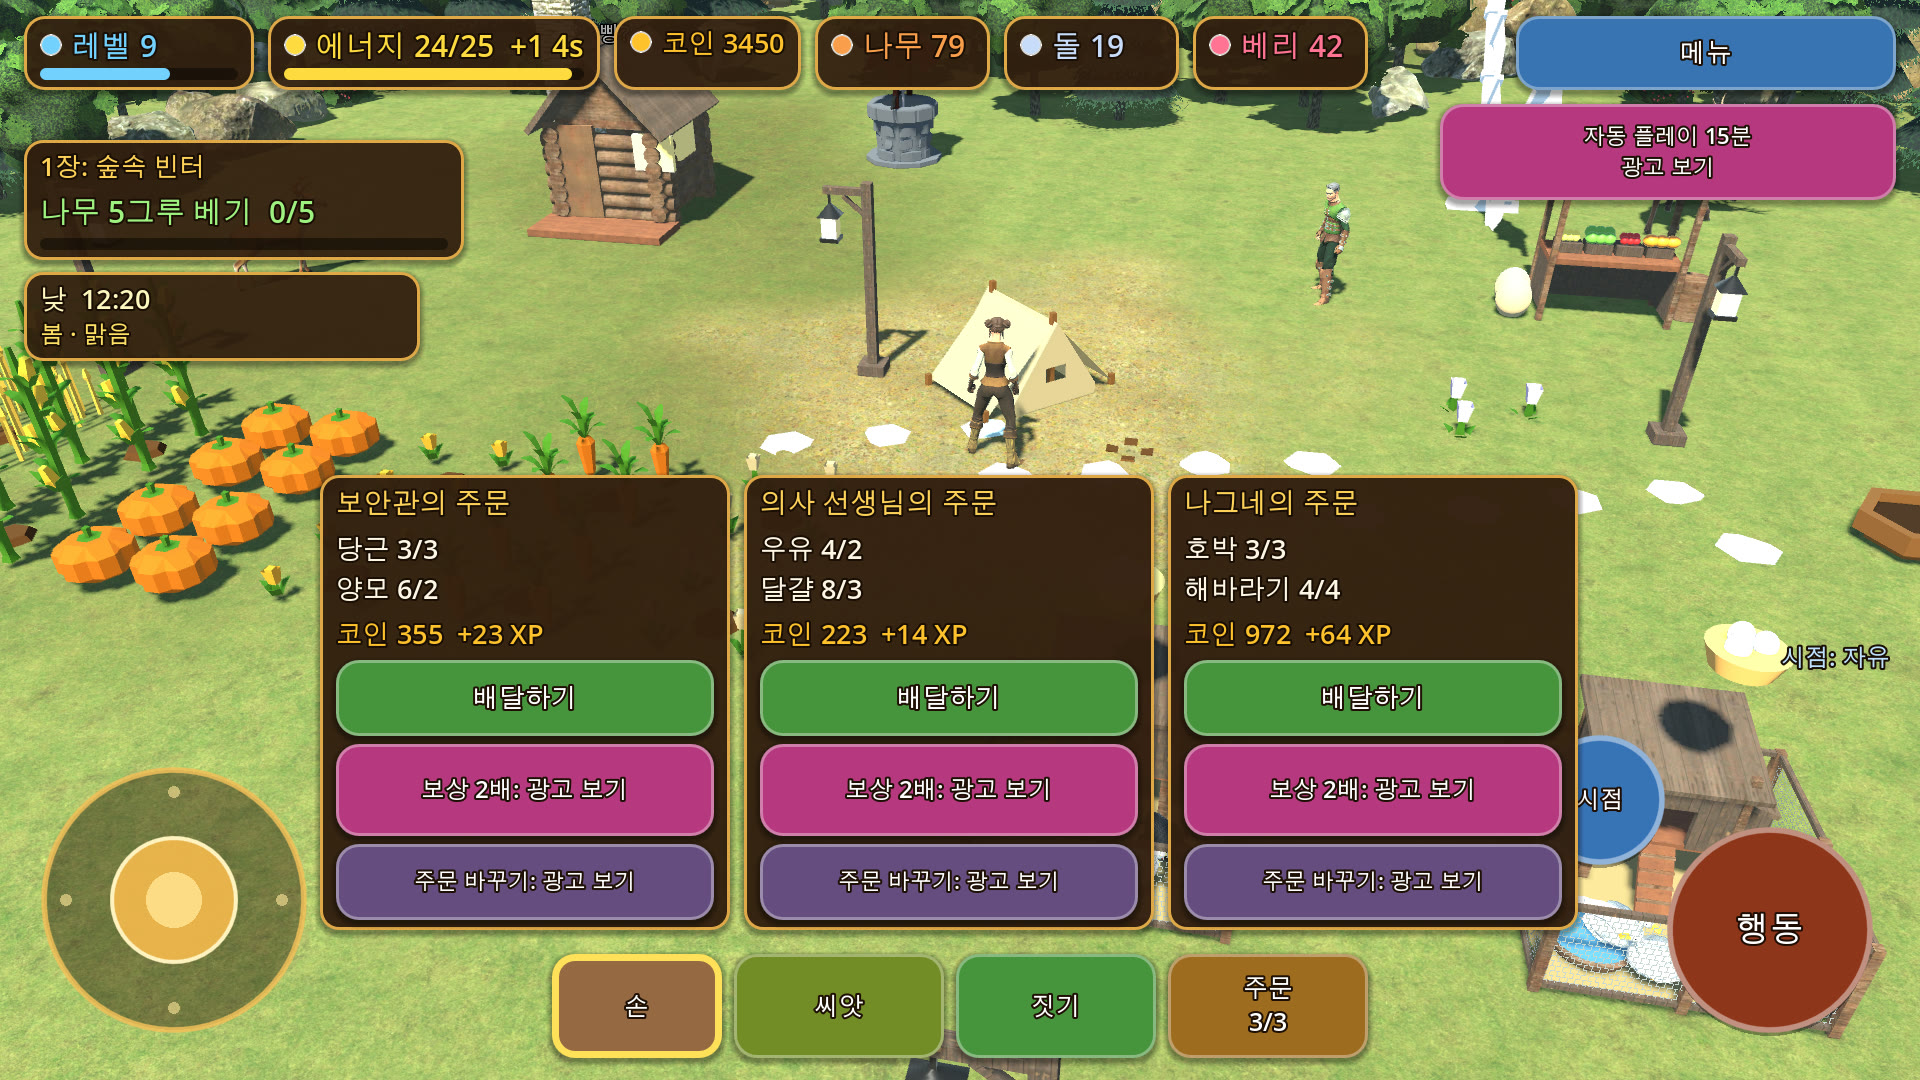 레벨 9
에너지 24/25 +1 4s
코인 3450
나무 79
돌 19
베리 42
메뉴
자동 플레이 15분
광고 보기
1장: 숲속 빈터
나무 5그루 베기 0/5
낮 12:20
봄 · 맑음
보안관의 주문
당근 3/3
양모 6/2
코인 355 +23 XP
배달하기
보상 2배: 광고 보기
주문 바꾸기: 광고 보기
의사 선생님의 주문
우유 4/2
달걀 8/3
코인 223 +14 XP
배달하기
보상 2배: 광고 보기
주문 바꾸기: 광고 보기
나그네의 주문
호박 3/3
해바라기 4/4
코인 972 +64 XP
배달하기
보상 2배: 광고 보기
주문 바꾸기: 광고 보기
시점: 자유
시점
행동
손
씨앗
짓기
주문
3/3